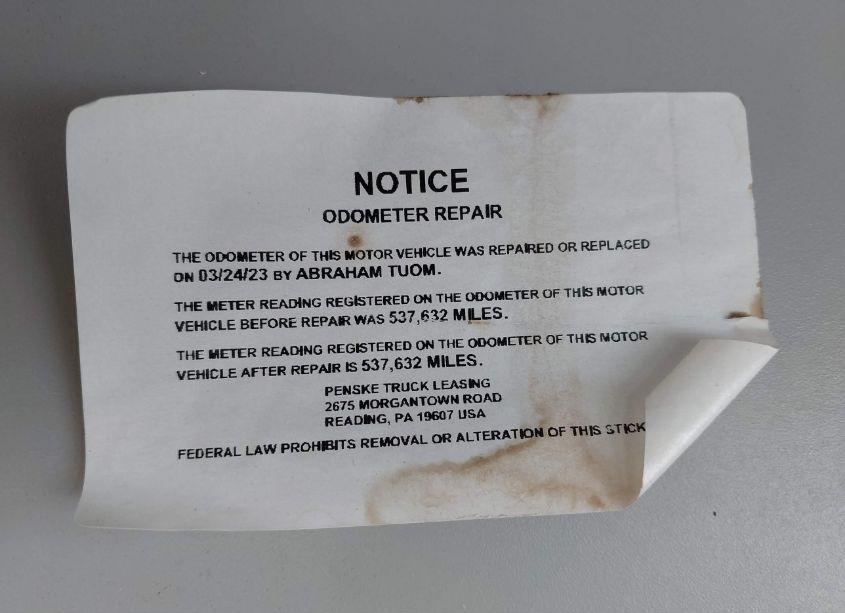 NOTICE
ODOMETER REPAIR
THE ODOMETER OF THIS MOTOR VEHICLE WAS REPAIRED OR REPLACED
ON 03/24/23 BY ABRAHAM TUOM.
THE METER READING REGISTERED ON THE ODOMETER OF THIS MOTOR
VEHICLE BEFORE REPAIR WAS 537,632 MILES.
THE METER READING REGISTERED ON THE ODOMETER OF THIS MOTOR
VEHICLE AFTER REPAIR IS 537,632 MILES.
PENSKE TRUCK LEASING
2675 MORGANTOWN ROAD
READING, PA 19607 USA
FEDERAL LAW PROHIBITS REMOVAL OR ALTERATION OF THIS STICK